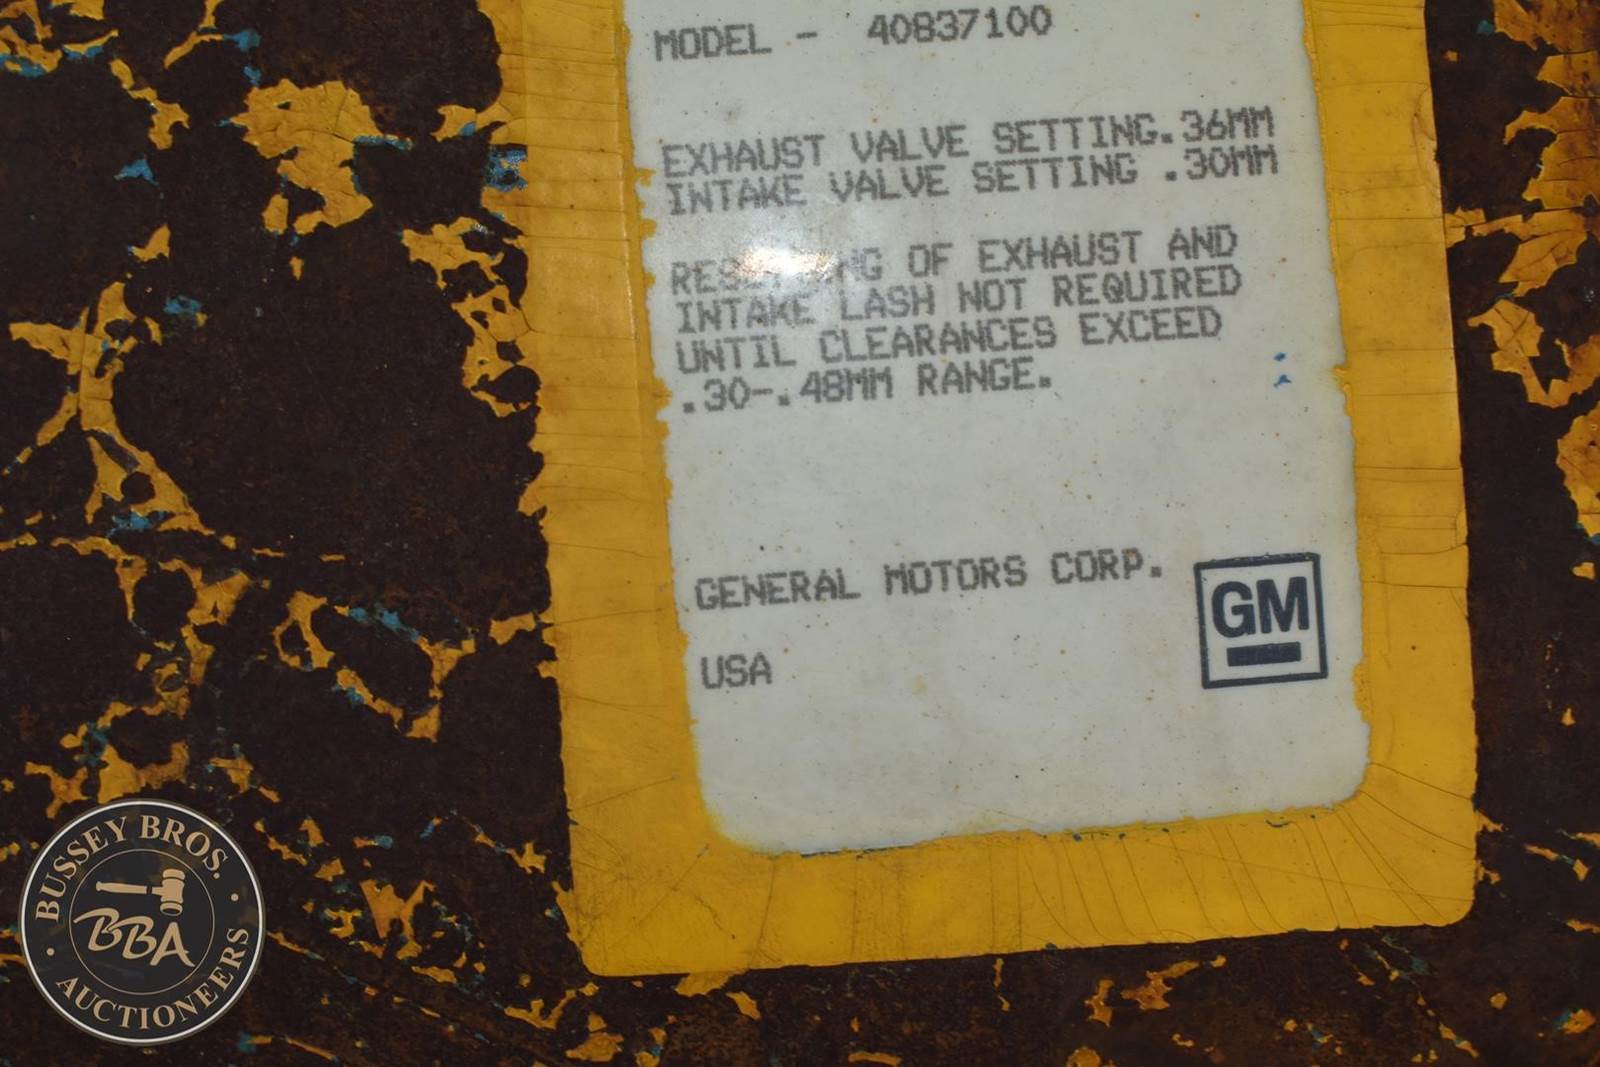 MODEL - 40837100
EXHAUST VALVE SETTING.36MM
INTAKE VALVE SETTING .30MM
OF EXHAUST AND
INTAKE LASH NOT REQUIRED
UNTIL CLEARANCES EXCEED
.30-.48MM RANGE.
GENERAL MOTORS CORP.
GM
USA
BUSSEY BROS.
BBA
AUCTIONEERS